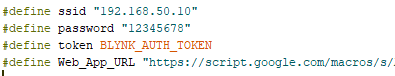 #define ssid "192.168.50.10"
#define password "12345678"
#define token BLYNK_AUTH_TOKEN
#define Web_App_URL "https://script.google.com/macros/s/